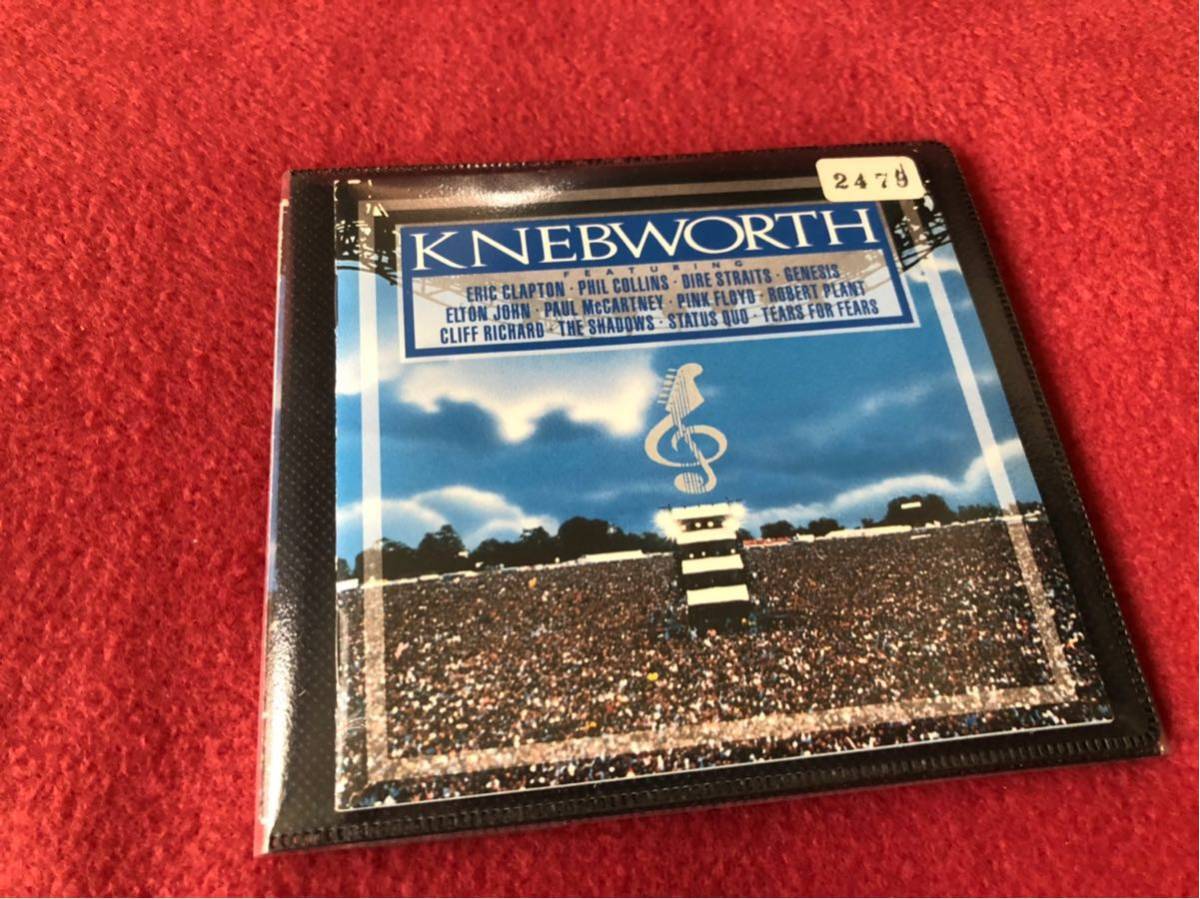 2479
KNEBWORTH
FEATURING
ERIC CLAPTON · PHIL COLLINS · DIRE STRAITS · GENESIS
ELTON JOHN · PAUL McCARTNEY · PINK FLOYD · ROBERT PLANT
CLIFF RICHARD · THE SHADOWS · STATUS QUO · TEARS FOR FEARS